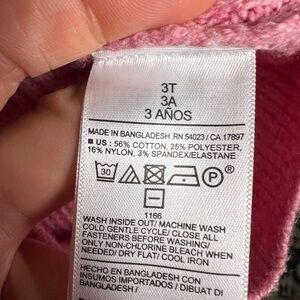 3T
3A
3 AÑOS
MADE IN BANGLADESH RN 54023 / CA 17897
■ US : 56% COTTON, 25% POLYESTER,
16% NYLON, 3% SPANDEX/ELASTANE
30 P
1166
WASH INSIDE OUT/ MACHINE WASH
COLD GENTLE CYCLE/ CLOSE ALL
FASTENERS BEFORE WASHING/
ONLY NON-CHLORINE BLEACH WHEN
NEEDED/ DRY FLAT/ COOL IRON
HECHO EN BANGLADESH CON
INSUMOS IMPORTADOS / DIBUAT DI
BANGLADESH /